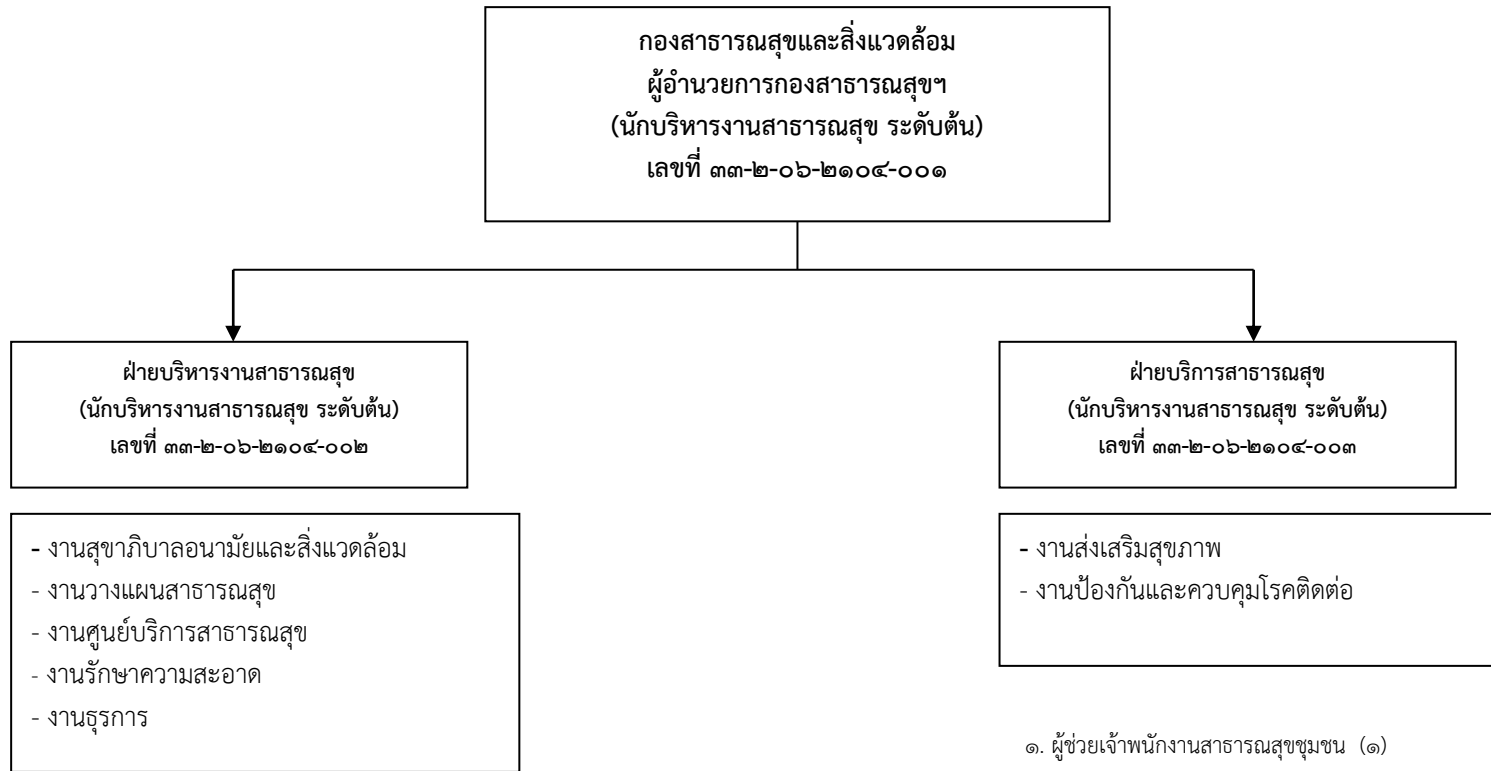 กองสาธารณสุขและสิ่งแวดล้อม
ผู้อำนวยการกองสาธารณสุขฯ
(นักบริหารงานสาธารณสุข ระดับต้น)
เลขที่ ๓๓-๒-๐๖-๒๑๐๔-๐๐๑
ฝ่ายบริหารงานสาธารณสุข
(นักบริหารงานสาธารณสุข ระดับต้น)
เลขที่ ๓๓-๒-๐๖-๒๑๐๔-๐๐๒
- งานสุขาภิบาลอนามัยและสิ่งแวดล้อม
- งานวางแผนสาธารณสุข
- งานศูนย์บริการสาธารณสุข
- งานรักษาความสะอาด
- งานธุรการ
ฝ่ายบริการสาธารณสุข
(นักบริหารงานสาธารณสุข ระดับต้น)
เลขที่ ๓๓-๒-๐๖-๒๑๐๔-๐๐๓
- งานส่งเสริมสุขภาพ
- งานป้องกันและควบคุมโรคติดต่อ
๑. ผู้ช่วยเจ้าพนักงานสาธารณสุขชุมชน (๑)